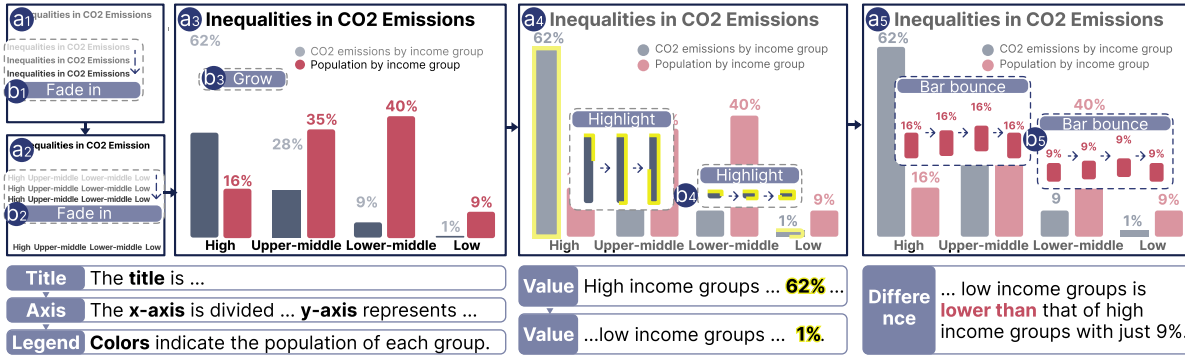 a1
Inequalities in CO2 Emissions
Inequalities in CO2 Emissions
Inequalities in CO2 Emissions
Inequalities in CO2 Emissions
b1
Fade in
a2
equalities in CO2 Emission
High Upper-middle Lower-middle Low
High Upper-middle Lower-middle Low
High Upper-middle Lower-middle Low
b2
Fade in
High Upper-middle Lower-middle Low
a3
Inequalities in CO2 Emissions
62%
CO2 emissions by income group
Population by income group
b3
Grow
16%
28%
35%
9%
40%
1%
9%
High Upper-middle Lower-middle Low
a4
Inequalities in CO2 Emissions
62%
CO2 emissions by income group
Population by income group
Highlight
40%
b4
Highlight
1%
9%
High Upper-middle Lower-middle Low
a5
Inequalities in CO2 Emissions
62%
CO2 emissions by income group
Population by income group
Bar bounce
16%
16%
16%
16%
40%
Bar bounce
b5
9%
9%
9%
9%
16%
9
1%
9%
High Upper-middle Lower-middle Low
Title
The title is ...
Axis
The x-axis is divided ... y-axis represents ...
Legend
Colors indicate the population of each group.
Value
High income groups ... 62% ...
Value
...low income groups ... 1%.
Differe
nce
... low income groups is
lower than that of high
income groups with just 9%.